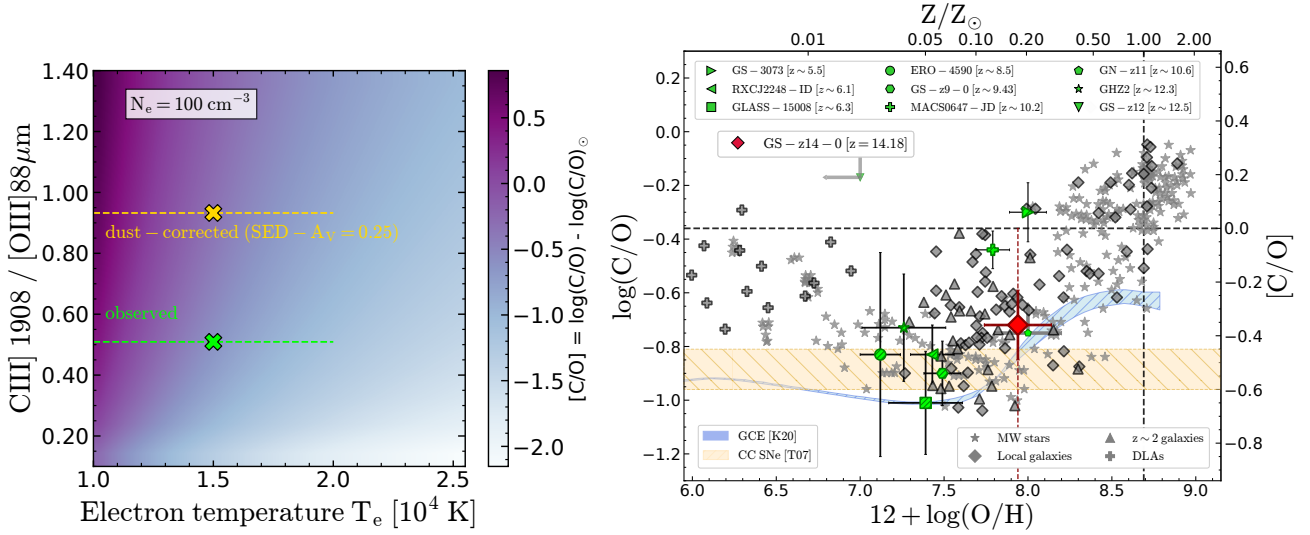 N_e = 100 cm⁻³
dust − corrected (SED − A_V = 0.25)
observed
1.40
1.20
1.00
0.80
0.60
0.40
0.20
CIII] 1908 / [OIII]88μm
1.0
1.5
2.0
2.5
Electron temperature T_e [10⁴ K]
0.5
0.0
−0.5
−1.0
−1.5
−2.0
[C/O] = log(C/O) - log(C/O)_⊙
Z/Z_⊙
0.01
0.05
0.10
0.20
0.50
1.00
2.00
GS − 3073 [z ∼ 5.5]
RXCJ2248 − ID [z ∼ 6.1]
GLASS − 15008 [z ∼ 6.3]
ERO − 4590 [z ∼ 8.5]
GS − z9 − 0 [z ∼ 9.43]
MACS0647 − JD [z ∼ 10.2]
GN − z11 [z ∼ 10.6]
GHZ2 [z ∼ 12.3]
GS − z12 [z ∼ 12.5]
GS − z14 − 0 [z = 14.18]
0.2
0.0
−0.2
−0.4
−0.6
−0.8
−1.0
−1.2
log(C/O)
0.6
0.4
0.2
0.0
−0.2
−0.4
−0.6
−0.8
[C/O]
GCE [K20]
CC SNe [T07]
MW stars
Local galaxies
z ∼ 2 galaxies
DLAs
6.0
6.5
7.0
7.5
8.0
8.5
9.0
12 + log(O/H)